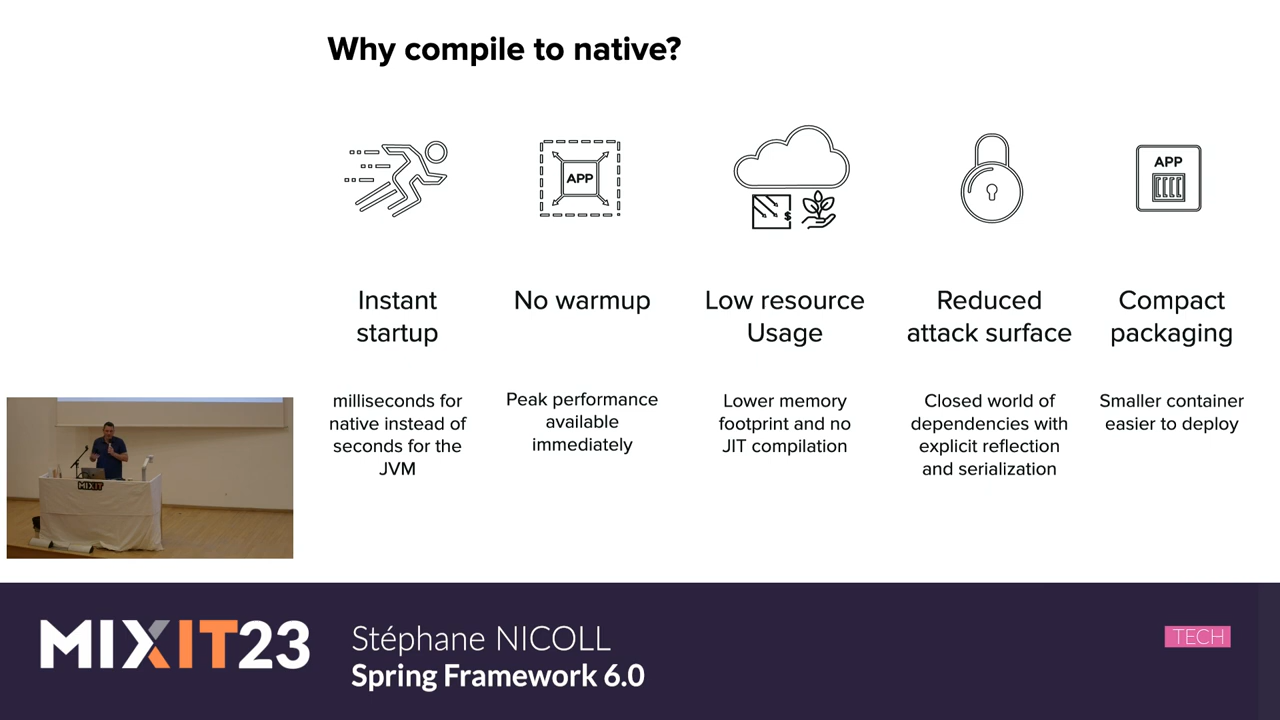 Why compile to native?
APP
$
APP
Instant
startup
No warmup
Low resource
Usage
Reduced
attack surface
Compact
packaging
milliseconds for
native instead of
seconds for the
JVM
Peak performance
available
immediately
Lower memory
footprint and no
JIT compilation
Closed world of
dependencies with
explicit reflection
and serialization
Smaller container
easier to deploy
MIXIT
MIXIT23
Stéphane NICOLL
Spring Framework 6.0
TECH